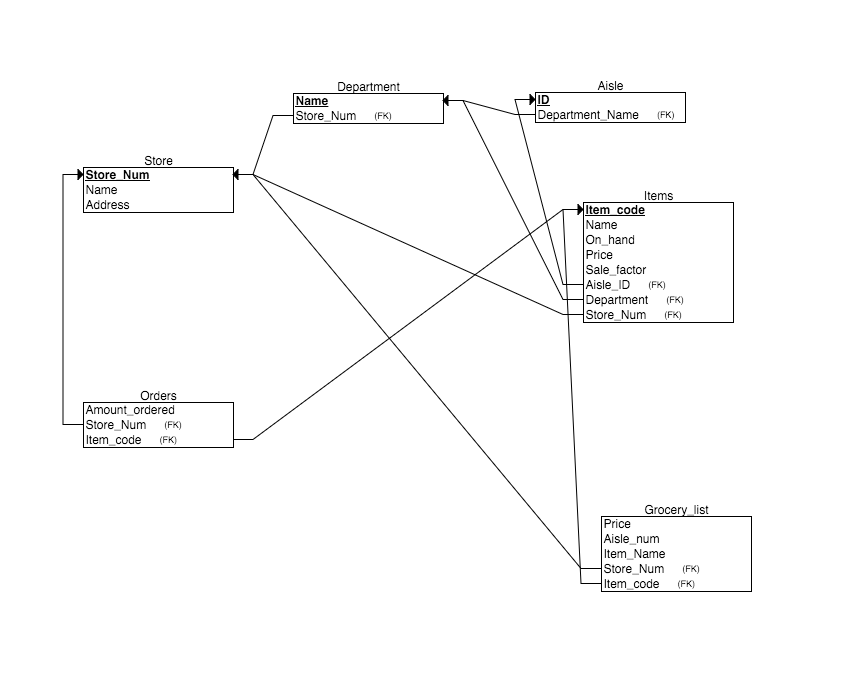 Department
Name
Store_Num (FK)
Aisle
ID
Department_Name (FK)
Store
Store_Num
Name
Address
Items
Item_code
Name
On_hand
Price
Sale_factor
Aisle_ID (FK)
Department (FK)
Store_Num (FK)
Orders
Amount_ordered
Store_Num (FK)
Item_code (FK)
Grocery_list
Price
Aisle_num
Item_Name
Store_Num (FK)
Item_code (FK)